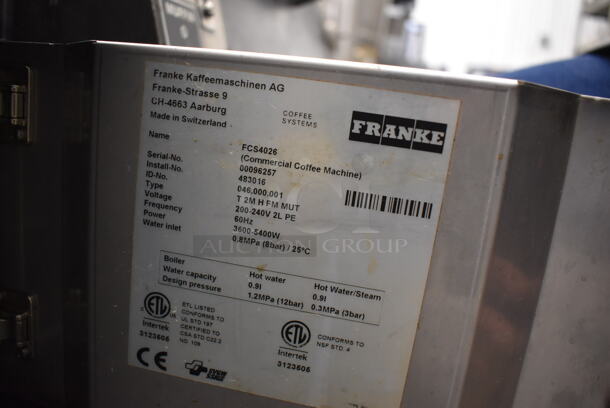 Franke Kaffeemaschinen AG
Franke-Strasse 9
CH-4663 Aarburg
Made in Switzerland
COFFEE
SYSTEMS
FRANKE
Name FCS4026
(Commercial Coffee Machine)
Serial-No. 00096257
Install-No. 483016
ID-No. 046.000.001
Type T 2M H FM MUT
Voltage 200-240V 2L PE
Frequency 60Hz
Power 3600-5400W
Water inlet 0.8MPa (8bar) / 25°C
AUCTION GROUP
Boiler Hot water Hot Water/Steam
Water capacity 0.9l 0.9l
Design pressure 1.2MPa (12bar) 0.3MPa (3bar)
ETL LISTED
CONFORMS TO
UL STD 197
CERTIFIED TO
CSA STD C22.2
NO. 109
C ETL US
Intertek
3123605
ETL
Intertek
3123605
CONFORMS TO
NSF STD. 4
CE